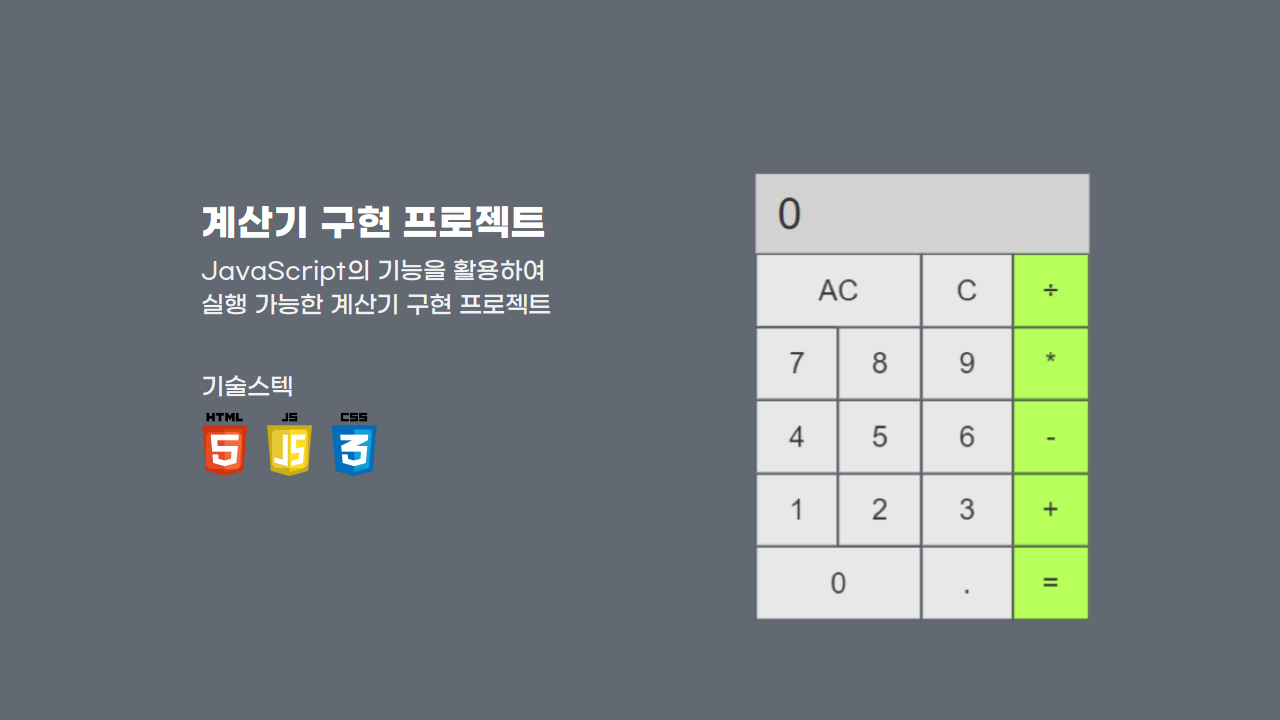 계산기 구현 프로젝트
JavaScript의 기능을 활용하여
실행 가능한 계산기 구현 프로젝트
기술스텍
HTML JS CSS
5 JS 3
0
AC C ÷
7 8 9 *
4 5 6 -
1 2 3 +
0 . =